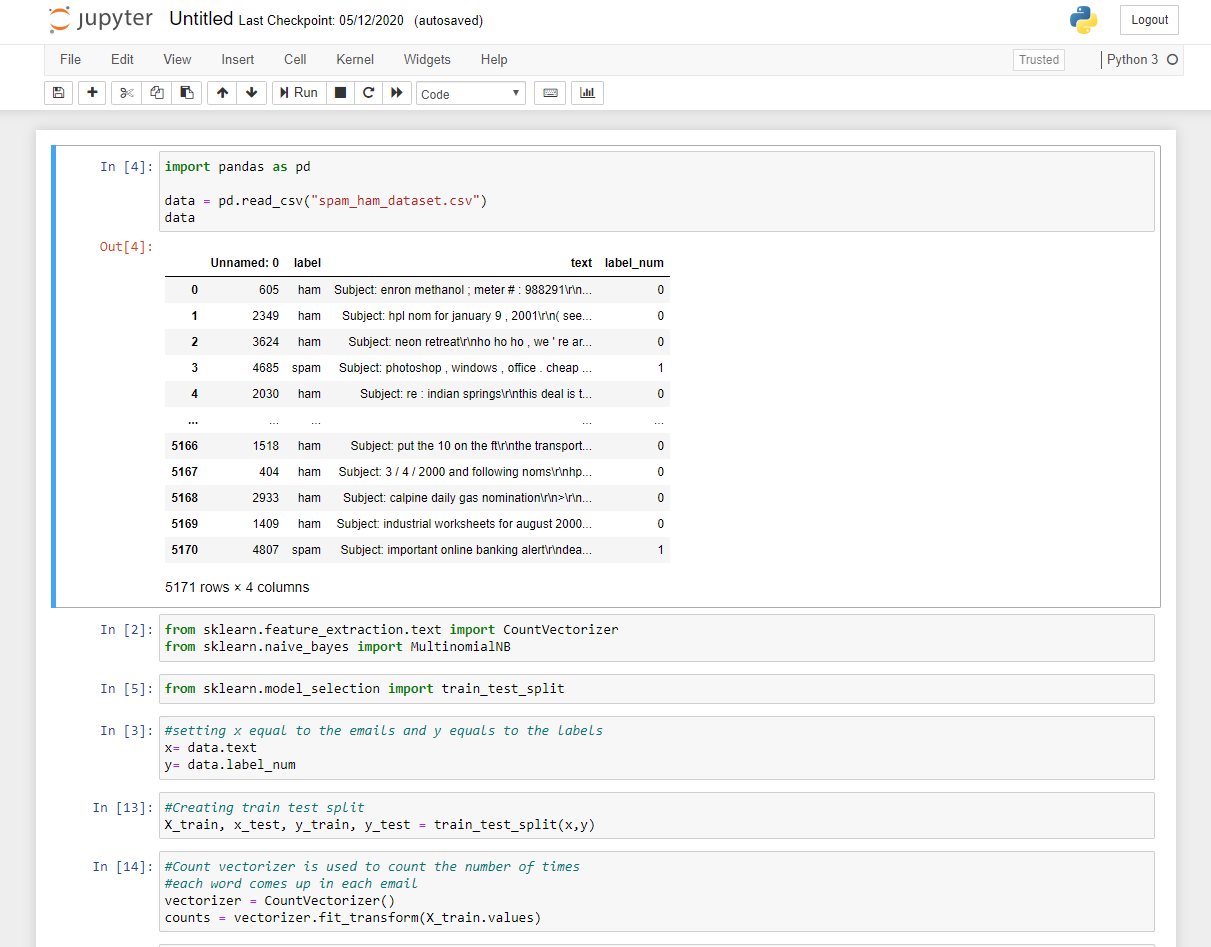 jupyter Untitled Last Checkpoint: 05/12/2020 (autosaved) Logout
File Edit View Insert Cell Kernel Widgets Help Trusted Python 3
Run Code
In [4]: import pandas as pd
data = pd.read_csv("spam_ham_dataset.csv")
data
Out[4]:
Unnamed: 0 label text label_num
0 605 ham Subject: enron methanol ; meter # : 988291\r\n... 0
1 2349 ham Subject: hpl nom for january 9 , 2001\r\n( see... 0
2 3624 ham Subject: neon retreat\r\nho ho ho , we ' re ar... 0
3 4685 spam Subject: photoshop , windows , office . cheap ... 1
4 2030 ham Subject: re : indian springs\r\nthis deal is t... 0
... ... ... ... ...
5166 1518 ham Subject: put the 10 on the ft\r\nthe transport... 0
5167 404 ham Subject: 3 / 4 / 2000 and following noms\r\nhp... 0
5168 2933 ham Subject: calpine daily gas nomination\r\n>\r\n... 0
5169 1409 ham Subject: industrial worksheets for august 2000... 0
5170 4807 spam Subject: important online banking alert\r\ndea... 1
5171 rows × 4 columns
In [2]: from sklearn.feature_extraction.text import CountVectorizer
from sklearn.naive_bayes import MultinomialNB
In [5]: from sklearn.model_selection import train_test_split
In [3]: #setting x equal to the emails and y equals to the labels
x= data.text
y= data.label_num
In [13]: #Creating train test split
X_train, x_test, y_train, y_test = train_test_split(x,y)
In [14]: #Count vectorizer is used to count the number of times
#each word comes up in each email
vectorizer = CountVectorizer()
counts = vectorizer.fit_transform(X_train.values)